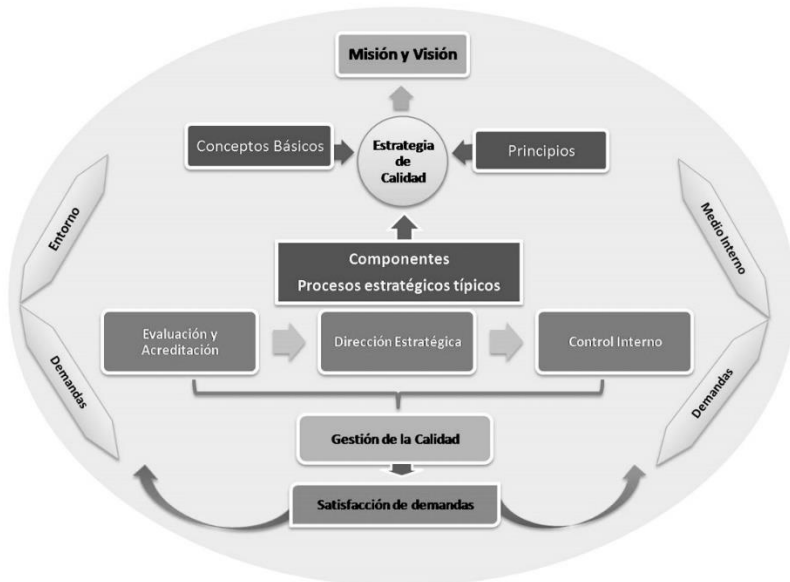 Misión y Visión
Conceptos Básicos
Estrategia
de
Calidad
Principios
Entorno
Medio Interno
Componentes
Procesos estratégicos típicos
Evaluación y
Acreditación
Dirección Estratégica
Control Interno
Demandas
Demandas
Gestión de la Calidad
Satisfacción de demandas